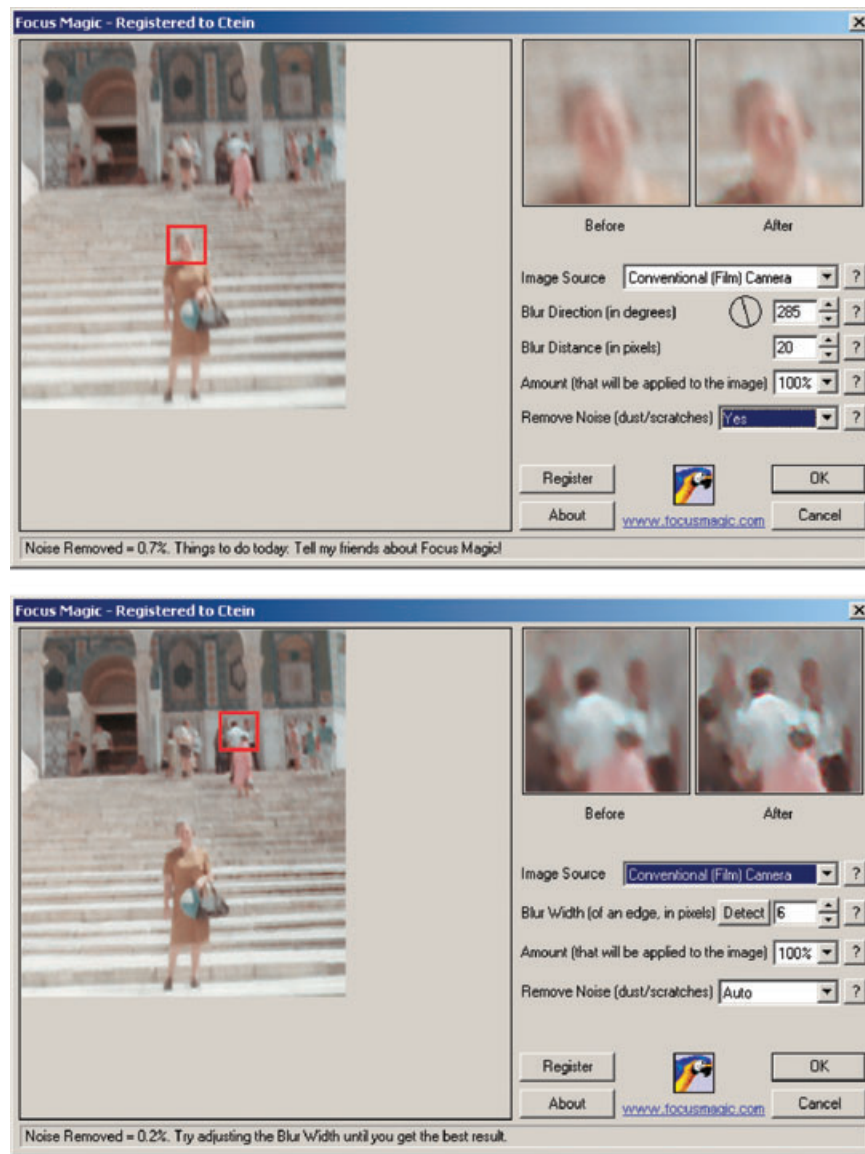 Focus Magic - Registered to Ctein
Before After
Image Source Conventional (Film) Camera ?
Blur Direction (in degrees) 285 ?
Blur Distance (in pixels) 20 ?
Amount (that will be applied to the image) 100% ?
Remove Noise (dust/scratches) Yes ?
Register OK
About www.focusmagic.com Cancel
Noise Removed = 0.7%. Things to do today: Tell my friends about Focus Magic!
Focus Magic - Registered to Ctein
Before After
Image Source Conventional (Film) Camera ?
Blur Width (of an edge, in pixels) Detect 6 ?
Amount (that will be applied to the image) 100% ?
Remove Noise (dust/scratches) Auto ?
Register OK
About www.focusmagic.com Cancel
Noise Removed = 0.2%. Try adjusting the Blur Width until you get the best result.